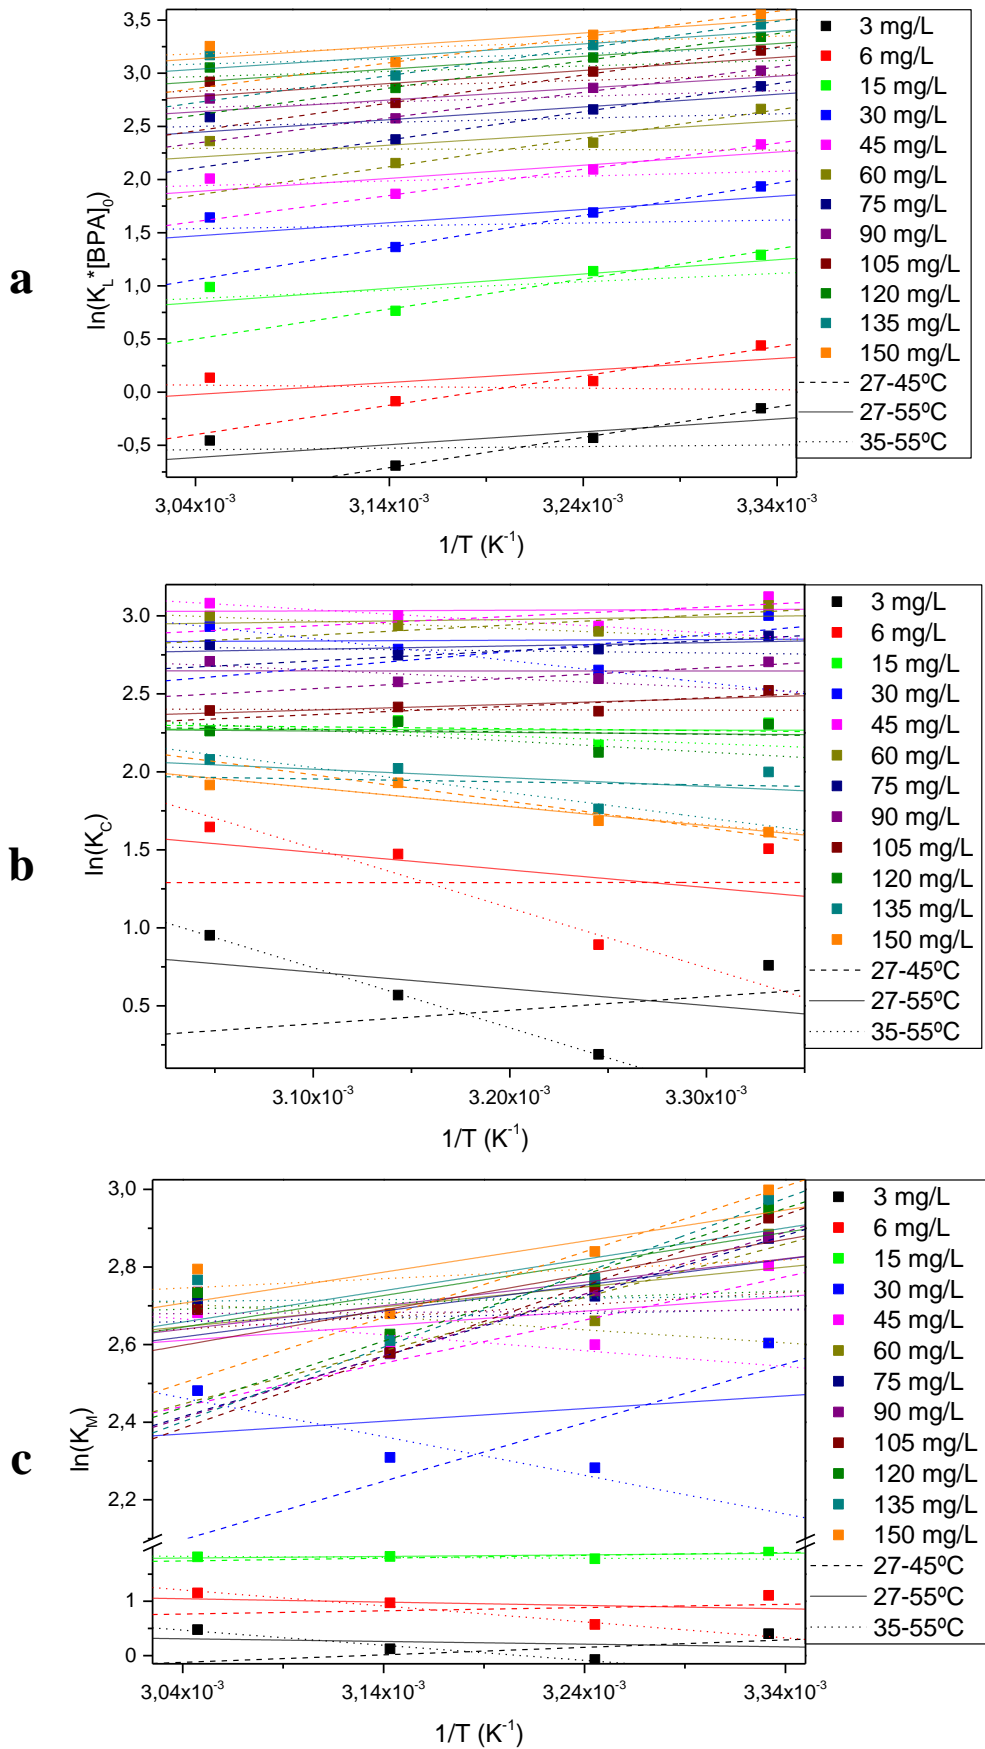 a
ln(K_L*[BPA]_0)
3,5
3,0
2,5
2,0
1,5
1,0
0,5
0,0
-0,5
3,04x10⁻³
3,14x10⁻³
3,24x10⁻³
3,34x10⁻³
1/T (K⁻¹)
3 mg/L
6 mg/L
15 mg/L
30 mg/L
45 mg/L
60 mg/L
75 mg/L
90 mg/L
105 mg/L
120 mg/L
135 mg/L
150 mg/L
27-45ºC
27-55°C
35-55°C
b
ln(K_C)
3.0
2.5
2.0
1.5
1.0
0.5
3.10x10⁻³
3.20x10⁻³
3.30x10⁻³
1/T (K⁻¹)
3 mg/L
6 mg/L
15 mg/L
30 mg/L
45 mg/L
60 mg/L
75 mg/L
90 mg/L
105 mg/L
120 mg/L
135 mg/L
150 mg/L
27-45ºC
27-55ºC
35-55ºC
c
ln(K_M)
3,0
2,8
2,6
2,4
2,2
1
0
3,04x10⁻³
3,14x10⁻³
3,24x10⁻³
3,34x10⁻³
1/T (K⁻¹)
3 mg/L
6 mg/L
15 mg/L
30 mg/L
45 mg/L
60 mg/L
75 mg/L
90 mg/L
105 mg/L
120 mg/L
135 mg/L
150 mg/L
27-45ºC
27-55ºC
35-55ºC